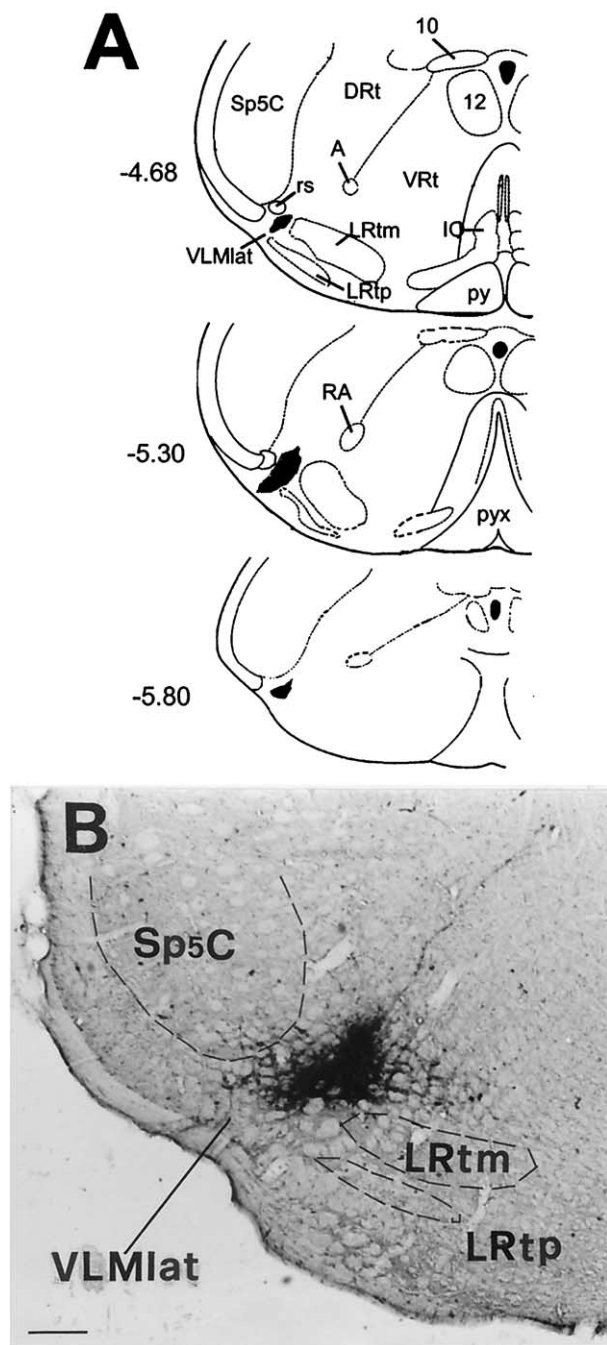 A
10
Sp5C
DRt
12
A
-4.68
rs
VRt
LRtm
IO
VLMlat
LRtp
py
RA
-5.30
pyx
-5.80
B
Sp5C
LRtm
LRtp
VLMlat